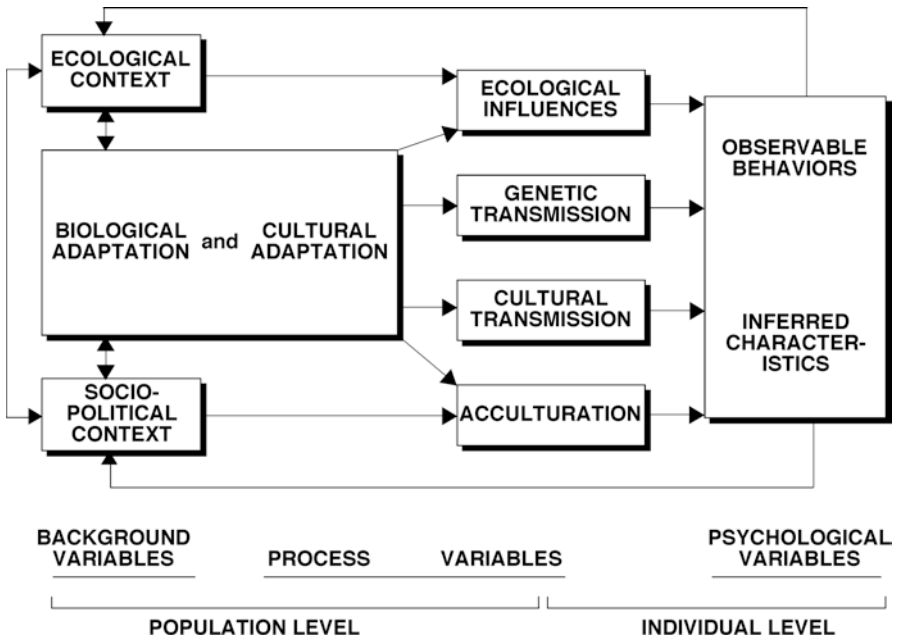 ECOLOGICAL
CONTEXT
ECOLOGICAL
INFLUENCES
OBSERVABLE
BEHAVIORS
BIOLOGICAL
ADAPTATION
and
CULTURAL
ADAPTATION
GENETIC
TRANSMISSION
CULTURAL
TRANSMISSION
INFERRED
CHARACTER-
ISTICS
SOCIO-
POLITICAL
CONTEXT
ACCULTURATION
BACKGROUND
VARIABLES
PROCESS
VARIABLES
PSYCHOLOGICAL
VARIABLES
POPULATION LEVEL
INDIVIDUAL LEVEL